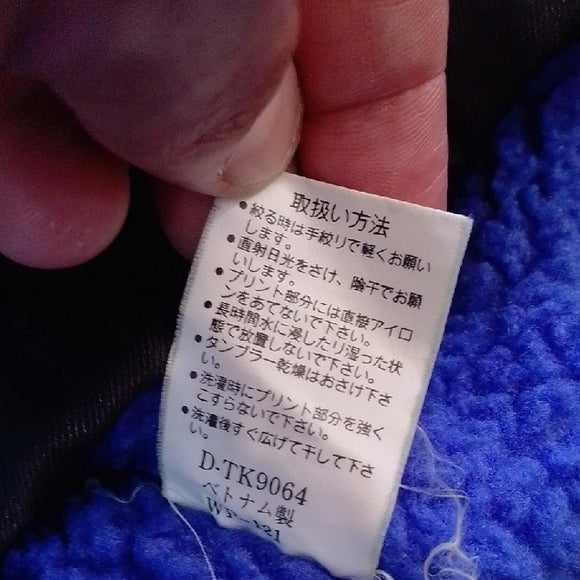 取扱い方法
●絞る時は手絞りで軽くお願い
します。
●直射日光をさけ、陰干でお願
いします。
●プリント部分には直接アイロ
ンをあてないで下さい。
●長時間水に浸したり湿った状
態で放置しないで下さい。
●タンブラー乾燥はおさけ下さ
い。
●洗濯時にプリント部分を強く
こすらないで下さい。
●洗濯後すぐ広げて干して下さ
い。
D-TK9064
ベトナム製